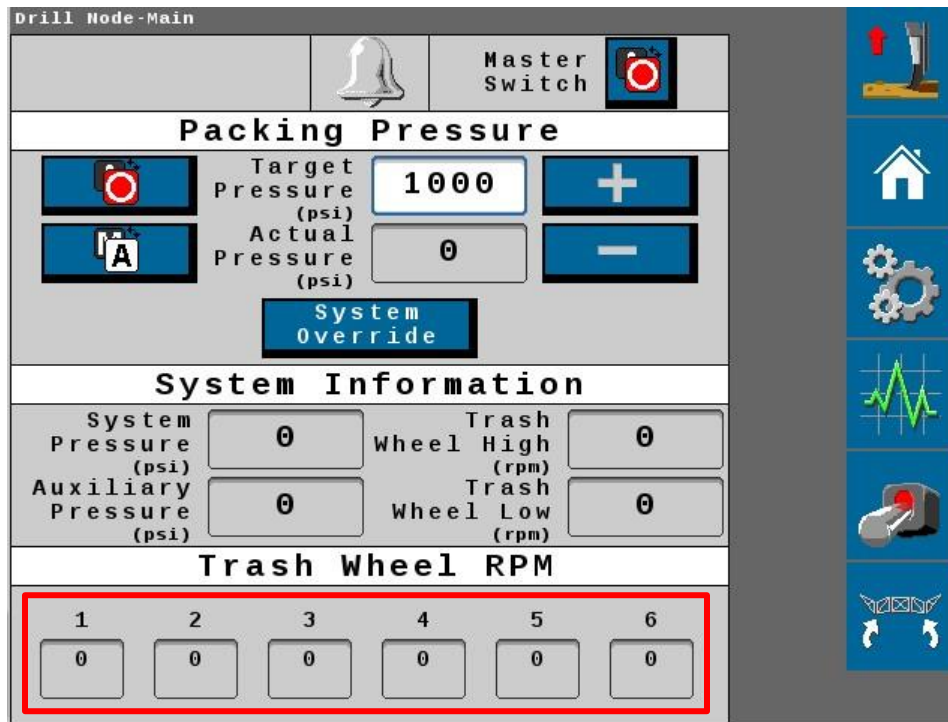 Drill Node-Main
Master
Switch
Packing Pressure
Target
Pressure
(psi)
1000
+
Actual
Pressure
(psi)
0
−
A
System
Override
System Information
System
Pressure
(psi)
0
Trash
Wheel High
(rpm)
0
Auxiliary
Pressure
(psi)
0
Trash
Wheel Low
(rpm)
0
Trash Wheel RPM
1 2 3 4 5 6
0 0 0 0 0 0